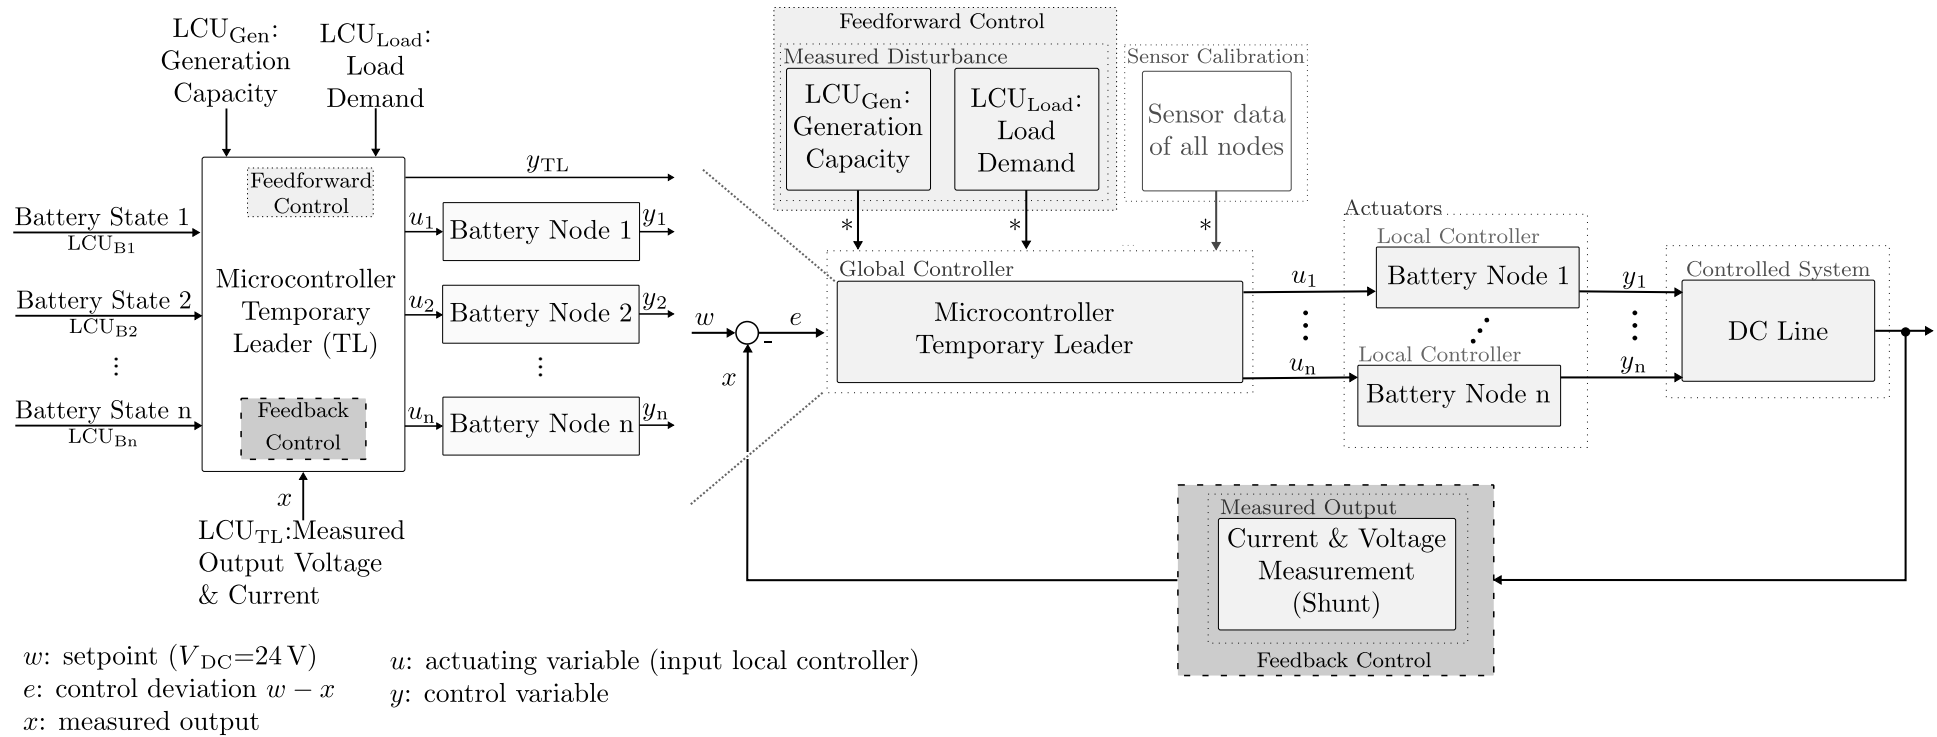 LCU_Gen:
Generation
Capacity
LCU_Load:
Load
Demand
Feedforward
Control
Microcontroller
Temporary
Leader (TL)
Feedback
Control
Battery State 1
LCU_B1
Battery State 2
LCU_B2
⋮
Battery State n
LCU_Bn
x
LCU_TL:Measured
Output Voltage
& Current
y_TL
u_1
Battery Node 1
y_1
u_2
Battery Node 2
y_2
⋮
u_n
Battery Node n
y_n
Feedforward Control
Measured Disturbance
LCU_Gen:
Generation
Capacity
LCU_Load:
Load
Demand
Sensor Calibration
Sensor data
of all nodes
*
*
*
w
-
e
x
Global Controller
Microcontroller
Temporary Leader
u_1
⋮
u_n
Actuators
Local Controller
Battery Node 1
⋰
Local Controller
Battery Node n
y_1
⋮
y_n
Controlled System
DC Line
Measured Output
Current & Voltage
Measurement
(Shunt)
Feedback Control
w: setpoint (V_DC=24 V)
e: control deviation w − x
x: measured output
u: actuating variable (input local controller)
y: control variable